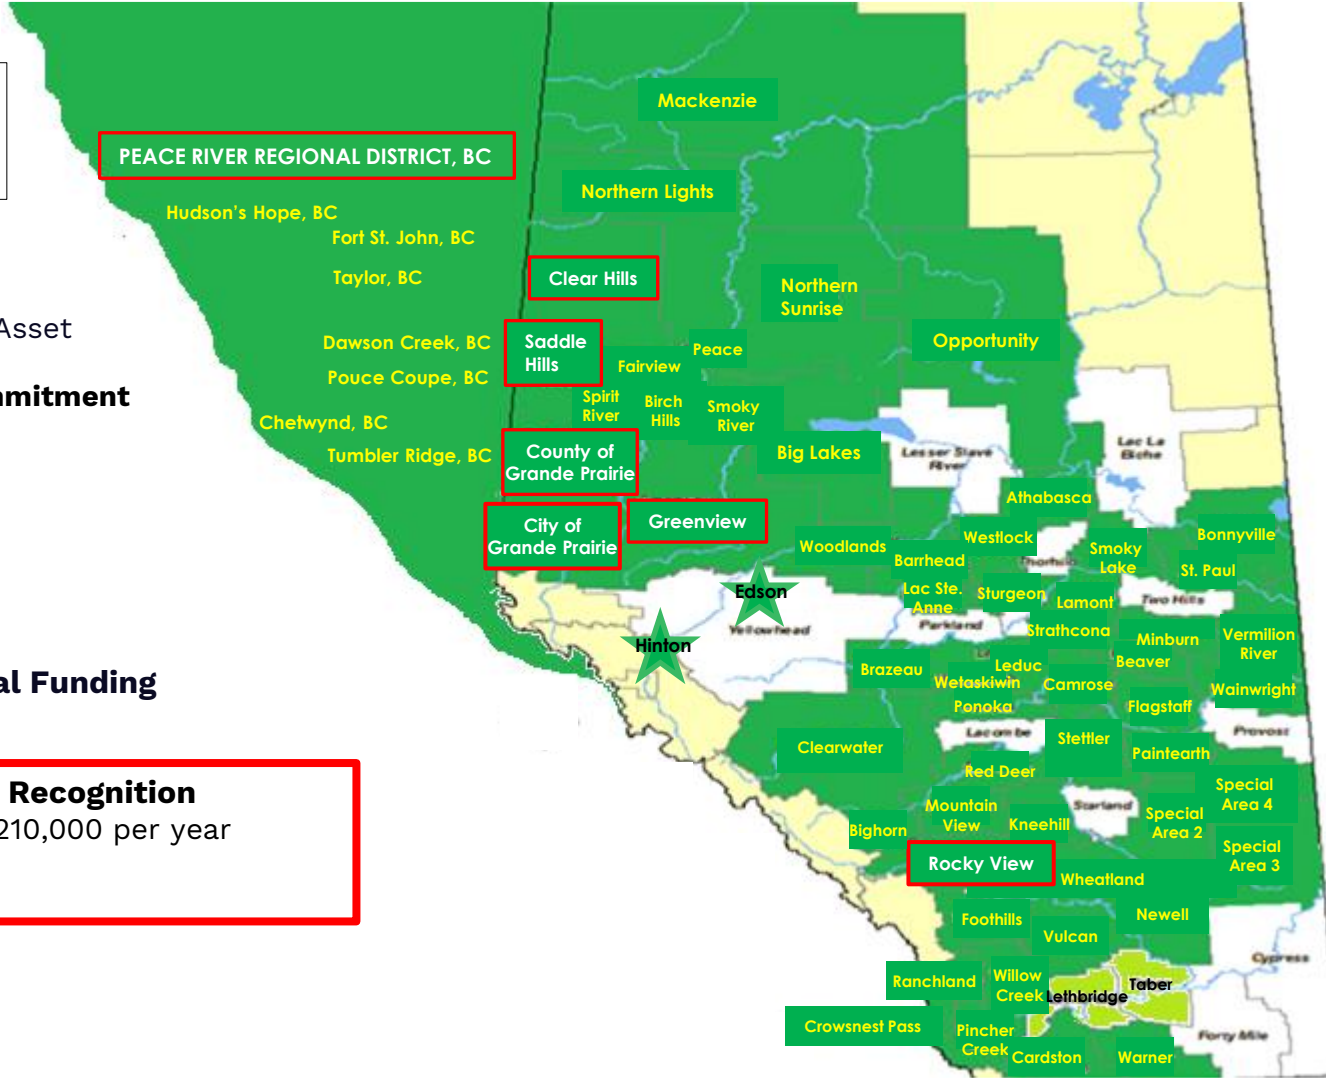 Mackenzie
PEACE RIVER REGIONAL DISTRICT, BC
Northern Lights
Hudson's Hope, BC
Fort St. John, BC
Taylor, BC
Clear Hills
Northern
Sunrise
Asset
Dawson Creek, BC
Saddle
Hills
Peace
Opportunity
Fairview
Pouce Coupe, BC
mmitment
Spirit
River
Birch
Hills
Smoky
River
Chetwynd, BC
Tumbler Ridge, BC
County of
Grande Prairie
Big Lakes
Lesser Slave
River
Lac La
Biche
Athabasca
City of
Grande Prairie
Greenview
Woodlands
Westlock
Barrhead
Thorhild
Smoky
Lake
Bonnyville
St. Paul
Edson
Lac Ste.
Anne
Sturgeon
Lamont
Two Hills
Yellowhead
Parkland
Strathcona
Minburn
Vermilion
River
Hinton
Brazeau
Leduc
Beaver
Wetaskiwin
Camrose
Wainwright
al Funding
Ponoka
Flagstaff
Clearwater
Lacombe
Stettler
Provost
Paintearth
Red Deer
Recognition
210,000 per year
Special
Area 4
Mountain
View
Kneehill
Starland
Special
Area 2
Bighorn
Special
Area 3
Rocky View
Wheatland
Foothills
Newell
Vulcan
Cypress
Ranchland
Willow
Creek
Lethbridge
Taber
Crowsnest Pass
Pincher
Creek
Forty Mile
Cardston
Warner